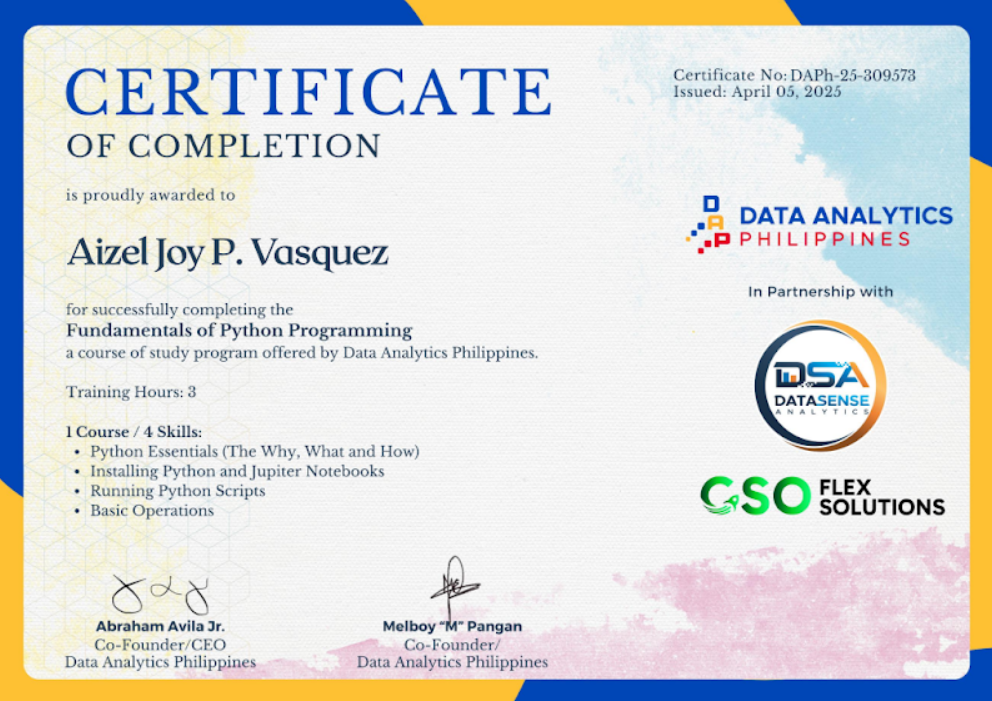 CERTIFICATE
OF COMPLETION
is proudly awarded to
Aizel Joy P. Vasquez
for successfully completing the
Fundamentals of Python Programming
a course of study program offered by Data Analytics Philippines.
Training Hours: 3
1 Course / 4 Skills:
• Python Essentials (The Why, What and How)
• Installing Python and Jupiter Notebooks
• Running Python Scripts
• Basic Operations
Abraham Avila Jr.
Co-Founder/CEO
Data Analytics Philippines
Melboy "M" Pangan
Co-Founder/
Data Analytics Philippines
Certificate No: DAPh-25-309573
Issued: April 05, 2025
D
A
P
DATA ANALYTICS
PHILIPPINES
In Partnership with
DSA
DATASENSE
ANALYTICS
GSO
FLEX
SOLUTIONS